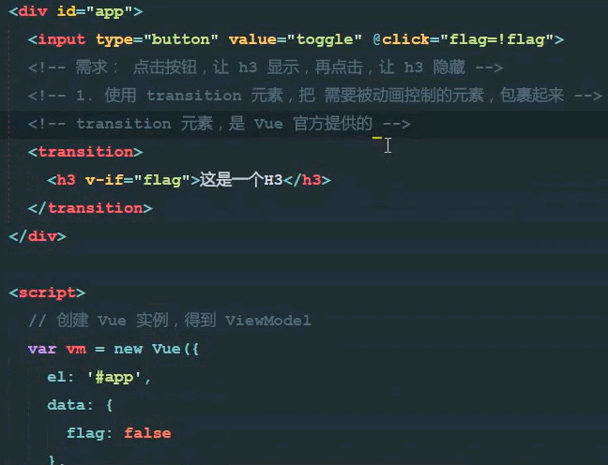 <div id="app">
<input type="button" value="toggle" @click="flag=!flag">
<!-- 需求： 点击按钮，让 h3 显示，再点击，让 h3 隐藏 -->
<!-- 1. 使用 transition 元素，把 需要被动画控制的元素，包裹起来 -->
<!-- transition 元素，是 Vue 官方提供的 -->
<transition>
<h3 v-if="flag">这是一个H3</h3>
</transition>
</div>
<script>
// 创建 Vue 实例，得到 ViewModel
var vm = new Vue({
el: '#app',
data: {
flag: false
},